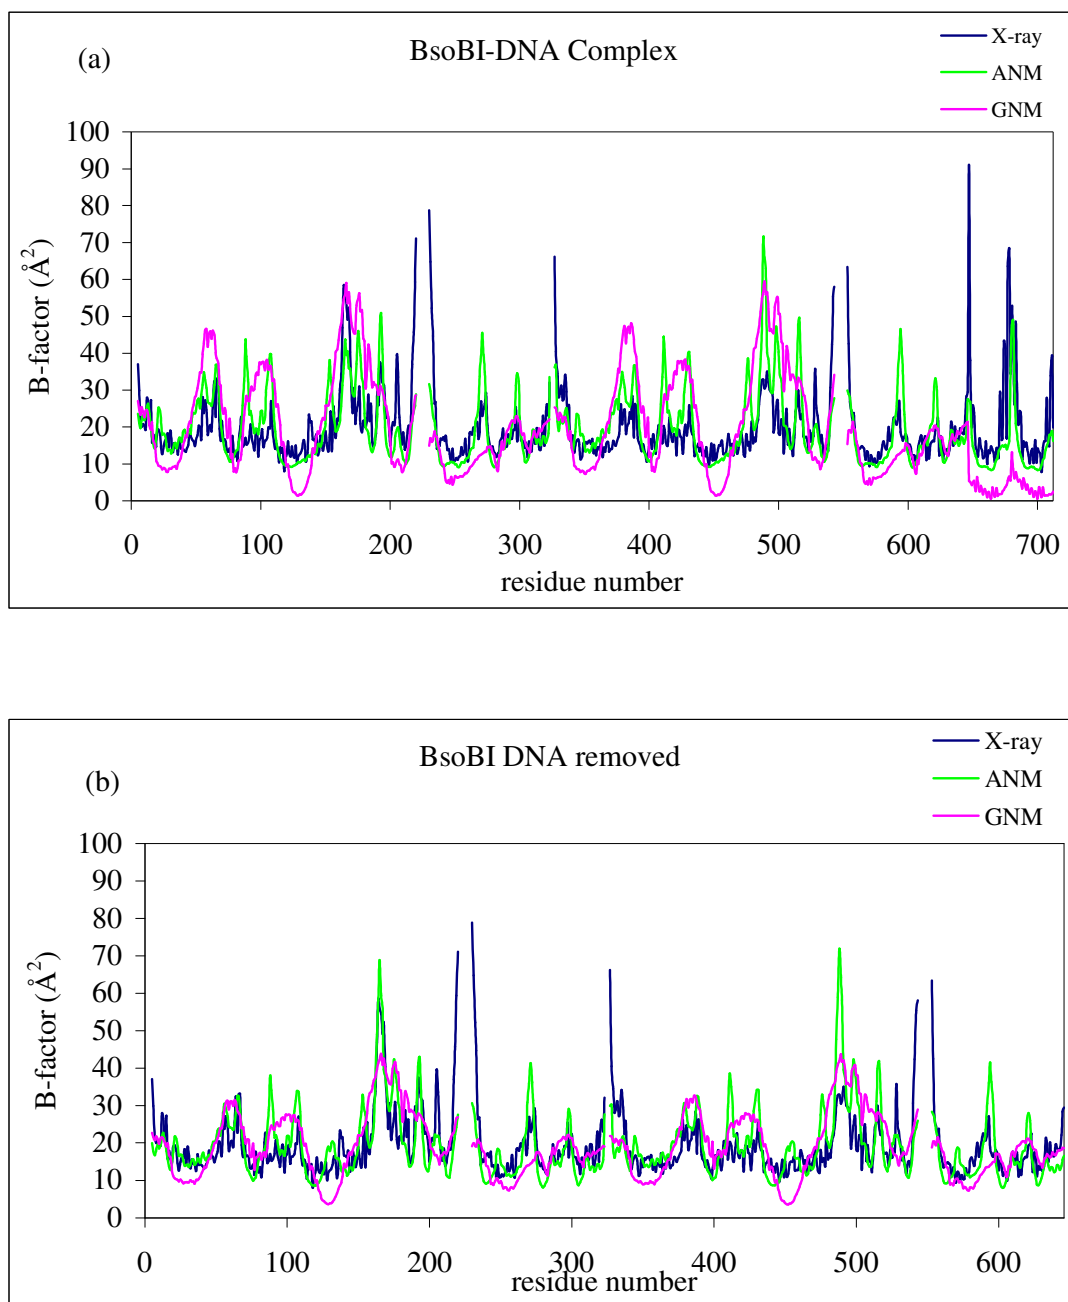 (a)
BsoBI-DNA Complex
X-ray
ANM
GNM
B-factor (Å²)
100
90
80
70
60
50
40
30
20
10
0
0 100 200 300 400 500 600 700
residue number
(b)
BsoBI DNA removed
X-ray
ANM
GNM
B-factor (Å²)
100
90
80
70
60
50
40
30
20
10
0
0 100 200 300 400 500 600
residue number